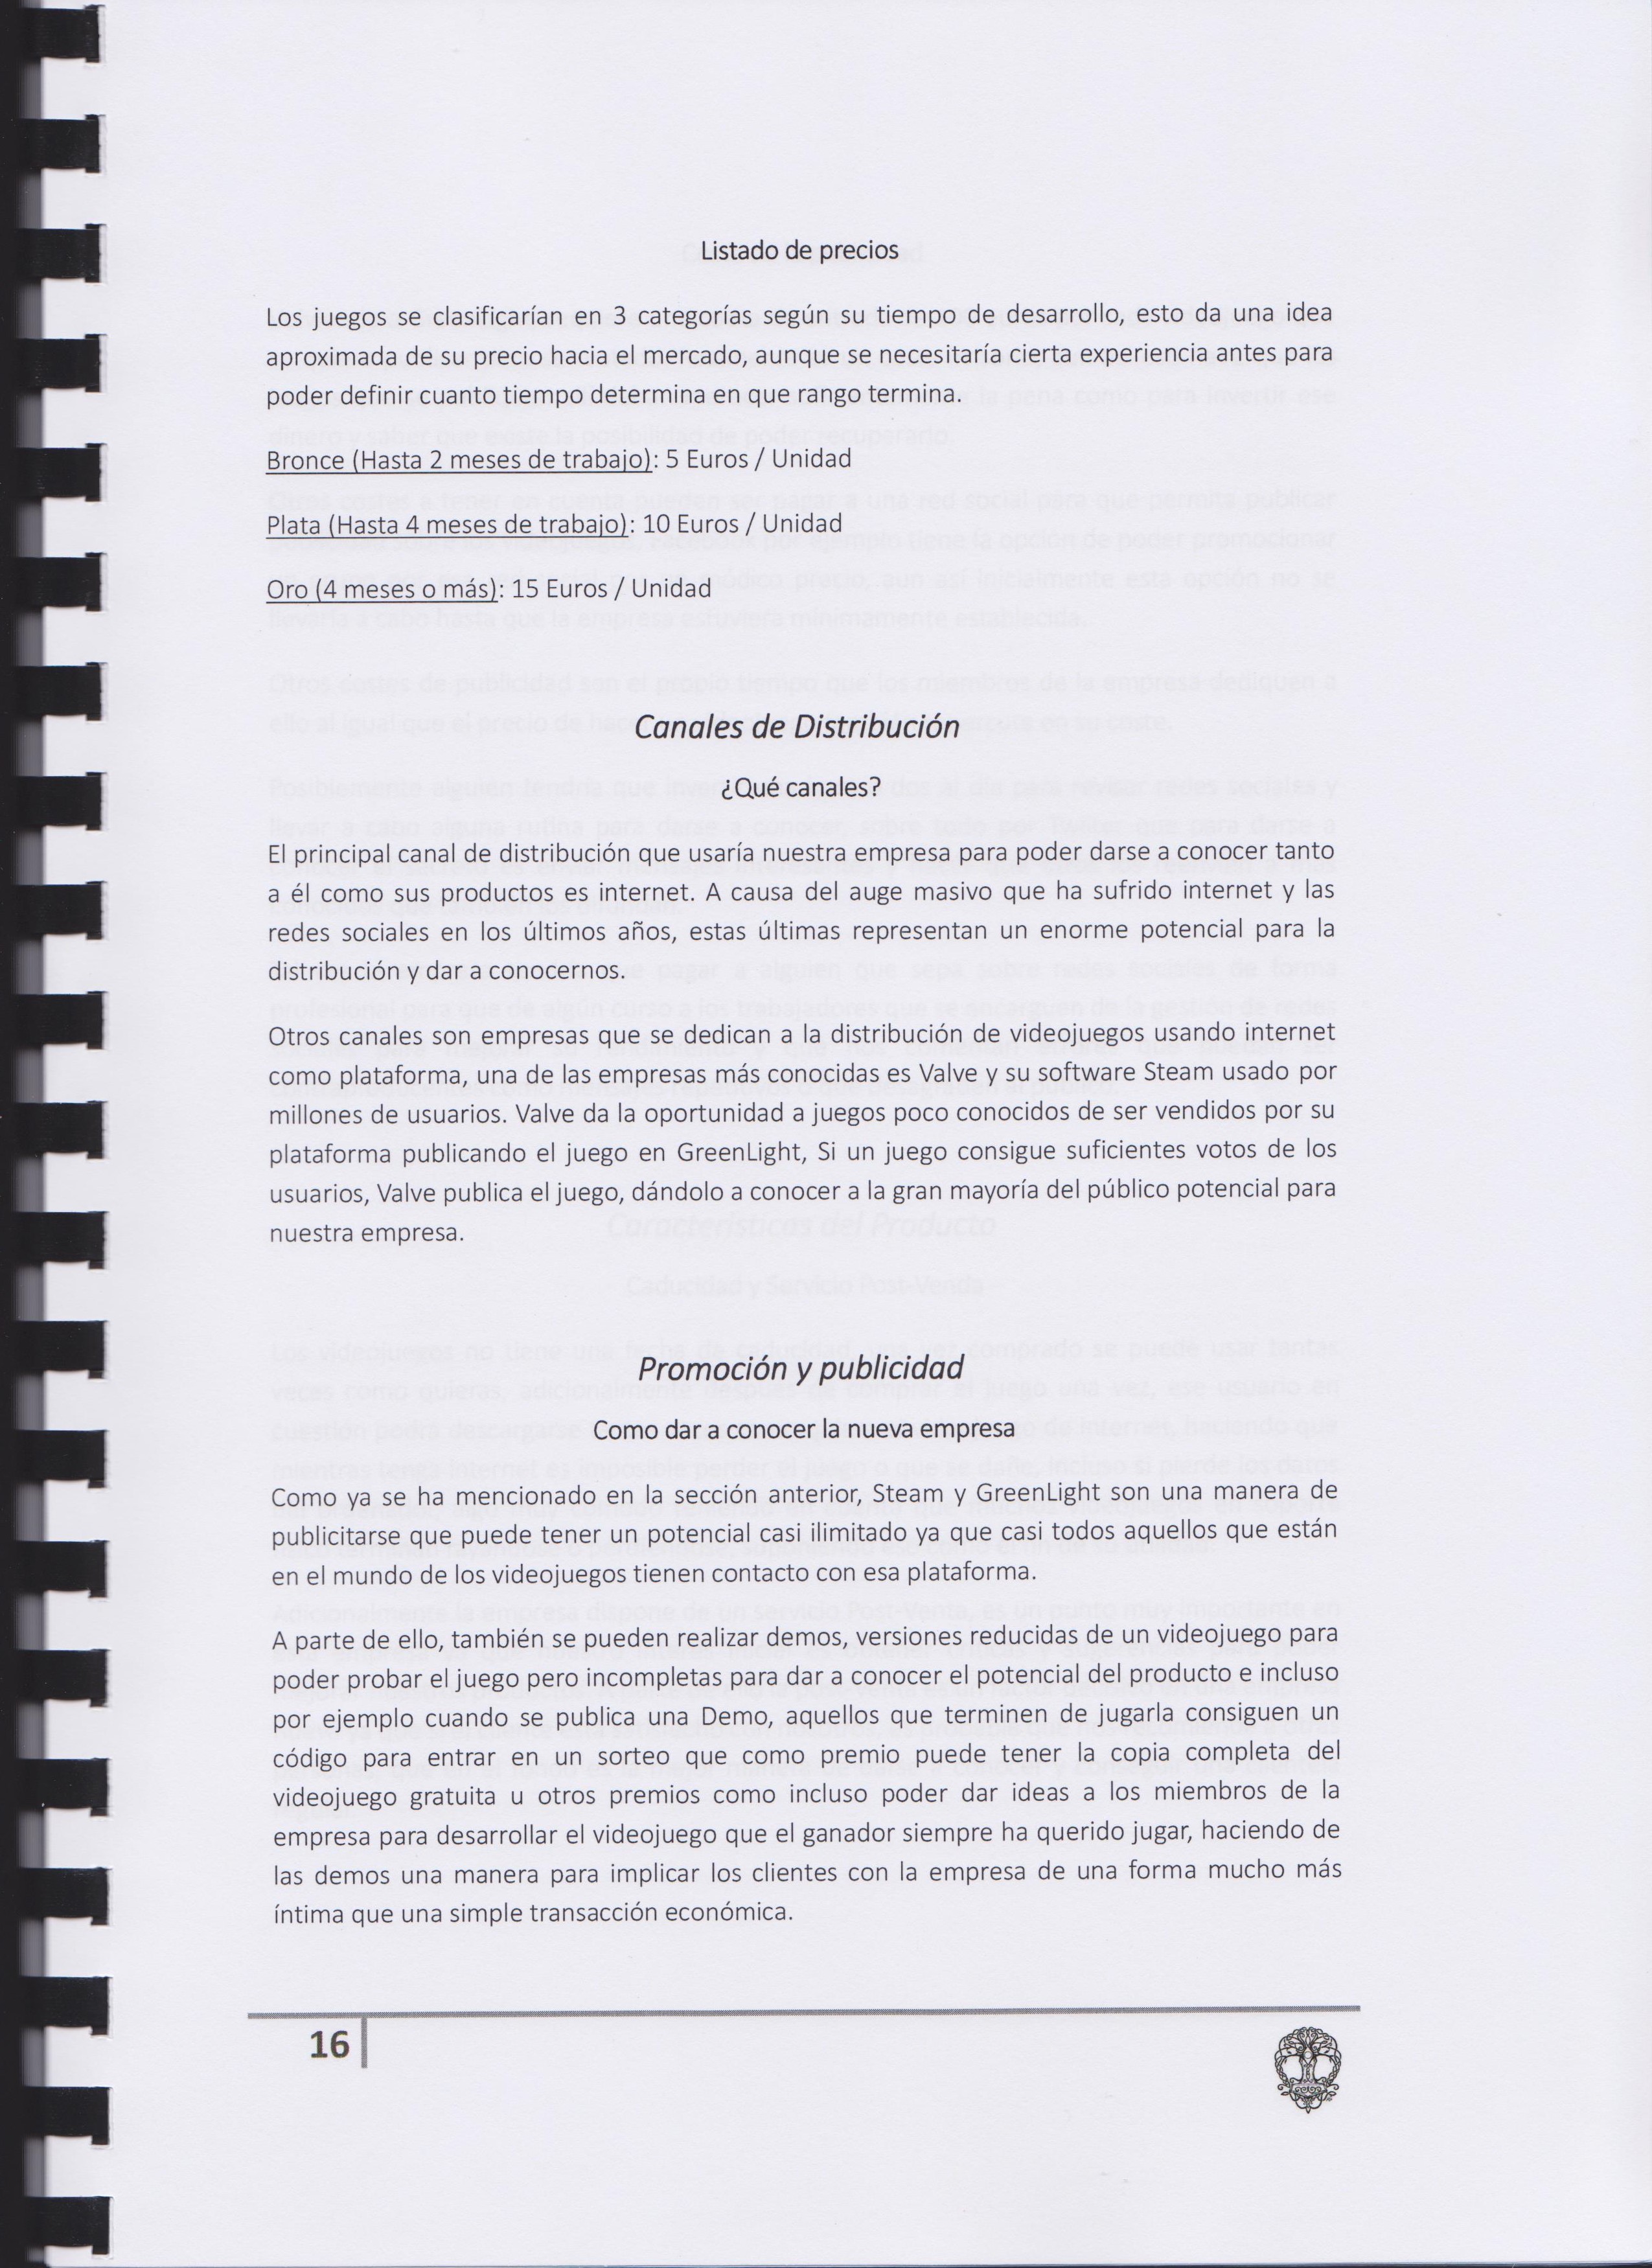 Listado de precios
Los juegos se clasificarían en 3 categorías según su tiempo de desarrollo, esto da una idea
aproximada de su precio hacia el mercado, aunque se necesitaría cierta experiencia antes para
poder definir cuanto tiempo determina en que rango termina.
Bronce (Hasta 2 meses de trabajo): 5 Euros / Unidad
Plata (Hasta 4 meses de trabajo): 10 Euros / Unidad
Oro (4 meses o más): 15 Euros / Unidad
Canales de Distribución
¿Qué canales?
El principal canal de distribución que usaría nuestra empresa para poder darse a conocer tanto
a él como sus productos es internet. A causa del auge masivo que ha sufrido internet y las
redes sociales en los últimos años, estas últimas representan un enorme potencial para la
distribución y dar a conocernos.
Otros canales son empresas que se dedican a la distribución de videojuegos usando internet
como plataforma, una de las empresas más conocidas es Valve y su software Steam usado por
millones de usuarios. Valve da la oportunidad a juegos poco conocidos de ser vendidos por su
plataforma publicando el juego en GreenLight, Si un juego consigue suficientes votos de los
usuarios, Valve publica el juego, dándolo a conocer a la gran mayoría del público potencial para
nuestra empresa.
Promoción y publicidad
Como dar a conocer la nueva empresa
Como ya se ha mencionado en la sección anterior, Steam y GreenLight son una manera de
publicitarse que puede tener un potencial casi ilimitado ya que casi todos aquellos que están
en el mundo de los videojuegos tienen contacto con esa plataforma.
A parte de ello, también se pueden realizar demos, versiones reducidas de un videojuego para
poder probar el juego pero incompletas para dar a conocer el potencial del producto e incluso
por ejemplo cuando se publica una Demo, aquellos que terminen de jugarla consiguen un
código para entrar en un sorteo que como premio puede tener la copia completa del
videojuego gratuita u otros premios como incluso poder dar ideas a los miembros de la
empresa para desarrollar el videojuego que el ganador siempre ha querido jugar, haciendo de
las demos una manera para implicar los clientes con la empresa de una forma mucho más
íntima que una simple transacción económica.
16